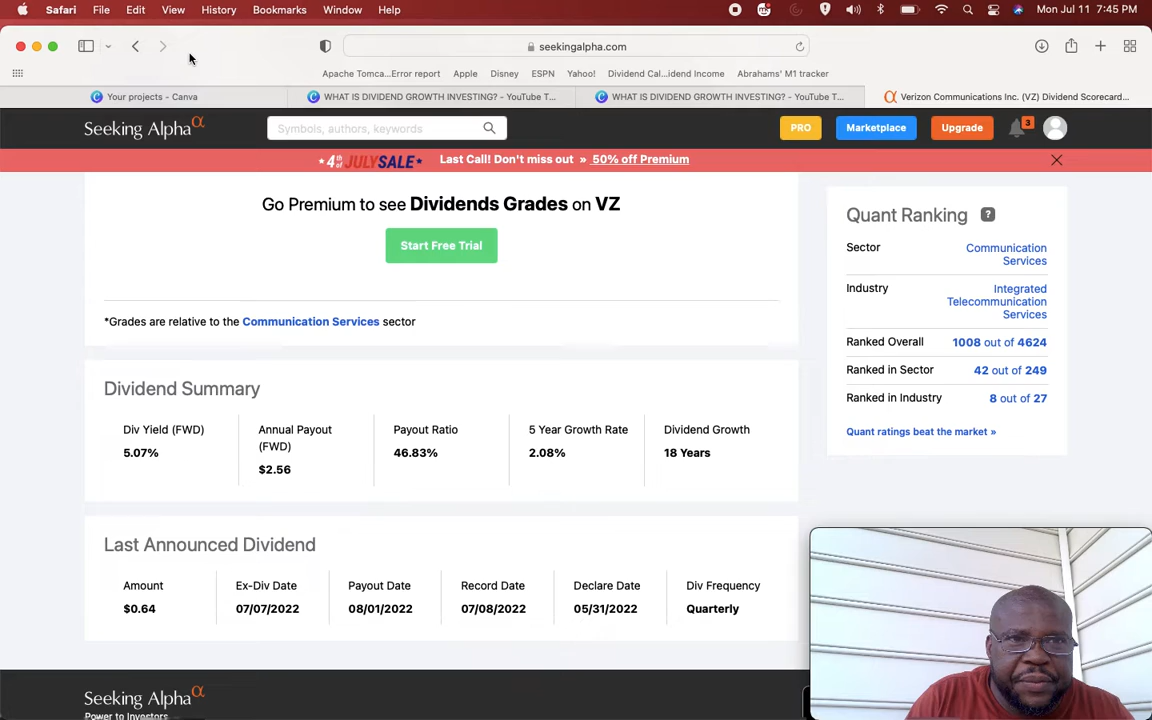 Safari File Edit View History Bookmarks Window Help Mon Jul 11 7:45 PM
seekingalpha.com
Apache Tomca...Error report Apple Disney ESPN Yahoo! Dividend Cal...idend Income Abrahams' M1 tracker
Your projects - Canva WHAT IS DIVIDEND GROWTH INVESTING? - YouTube T... WHAT IS DIVIDEND GROWTH INVESTING? - YouTube T... Verizon Communications Inc. (VZ) Dividend Scorecard...
Seeking Alpha α Symbols, authors, keywords PRO Marketplace Upgrade 3
4th of JULY SALE Last Call! Don't miss out » 50% off Premium
Go Premium to see Dividends Grades on VZ
Start Free Trial
*Grades are relative to the Communication Services sector
Quant Ranking ?
Sector Communication
Services
Industry Integrated
Telecommunication
Services
Ranked Overall 1008 out of 4624
Ranked in Sector 42 out of 249
Ranked in Industry 8 out of 27
Quant ratings beat the market »
Dividend Summary
Div Yield (FWD)
5.07%
Annual Payout
(FWD)
$2.56
Payout Ratio
46.83%
5 Year Growth Rate
2.08%
Dividend Growth
18 Years
Last Announced Dividend
Amount Ex-Div Date Payout Date Record Date Declare Date Div Frequency
$0.64 07/07/2022 08/01/2022 07/08/2022 05/31/2022 Quarterly
Seeking Alpha α
Power to Investors